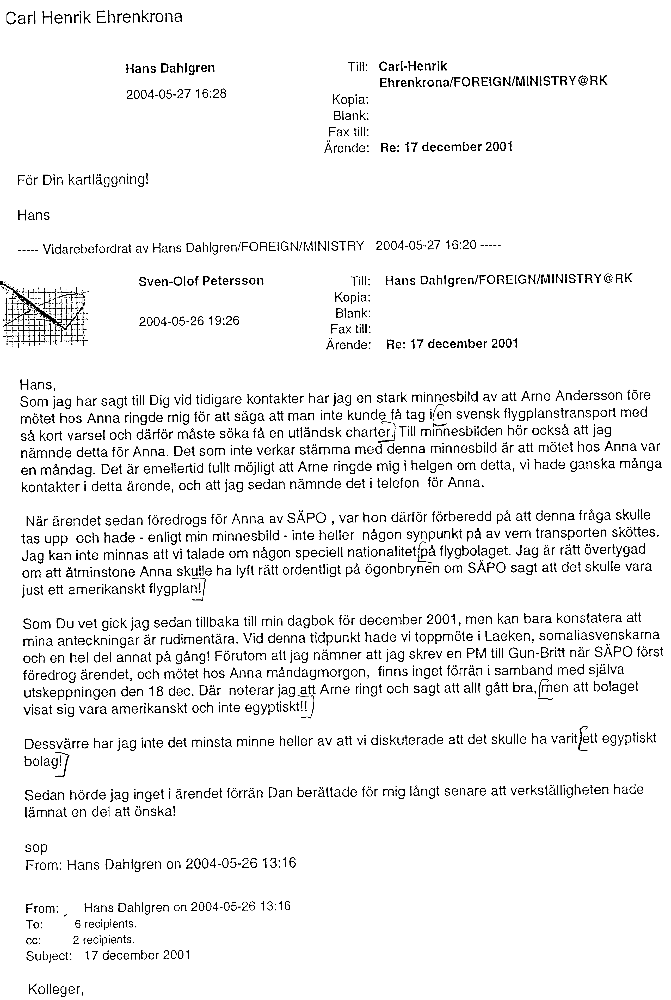 Carl Henrik Ehrenkrona
Hans Dahlgren
2004-05-27 16:28
Till: Carl-Henrik
Ehrenkrona/FOREIGN/MINISTRY@RK
Kopia:
Blank:
Fax till:
Ärende: Re: 17 december 2001
För Din kartläggning!
Hans
----- Vidarebefordrat av Hans Dahlgren/FOREIGN/MINISTRY 2004-05-27 16:20 -----
Sven-Olof Petersson
2004-05-26 19:26
Till: Hans Dahlgren/FOREIGN/MINISTRY@RK
Kopia:
Blank:
Fax till:
Ärende: Re: 17 december 2001
Hans,
Som jag har sagt till Dig vid tidigare kontakter har jag en stark minnesbild av att Arne Andersson före
mötet hos Anna ringde mig för att säga att man inte kunde få tag i en svensk flygplanstransport med
så kort varsel och därför måste söka få en utländsk charter. Till minnesbilden hör också att jag
nämnde detta för Anna. Det som inte verkar stämma med denna minnesbild är att mötet hos Anna var
en måndag. Det är emellertid fullt möjligt att Arne ringde mig i helgen om detta, vi hade ganska många
kontakter i detta ärende, och att jag sedan nämnde det i telefon för Anna.
När ärendet sedan föredrogs för Anna av SÄPO , var hon därför förberedd på att denna fråga skulle
tas upp och hade - enligt min minnesbild - inte heller någon synpunkt på av vem transporten sköttes.
Jag kan inte minnas att vi talade om någon speciell nationalitet på flygbolaget. Jag är rätt övertygad
om att åtminstone Anna skulle ha lyft rätt ordentligt på ögonbrynen om SÄPO sagt att det skulle vara
just ett amerikanskt flygplan!
Som Du vet gick jag sedan tillbaka till min dagbok för december 2001, men kan bara konstatera att
mina anteckningar är rudimentära. Vid denna tidpunkt hade vi toppmöte i Laeken, somaliasvenskarna
och en hel del annat på gång! Förutom att jag nämner att jag skrev en PM till Gun-Britt när SÄPO först
föredrog ärendet, och mötet hos Anna måndagmorgon, finns inget förrän i samband med själva
utskeppningen den 18 dec. Där noterar jag att Arne ringt och sagt att allt gått bra, men att bolaget
visat sig vara amerikanskt och inte egyptiskt!!
Dessvärre har jag inte det minsta minne heller av att vi diskuterade att det skulle ha varit ett egyptiskt
bolag!
Sedan hörde jag inget i ärendet förrän Dan berättade för mig långt senare att verkställigheten hade
lämnat en del att önska!
sop
From: Hans Dahlgren on 2004-05-26 13:16
From: Hans Dahlgren on 2004-05-26 13:16
To: 6 recipients.
cc: 2 recipients.
Subject: 17 december 2001
Kolleger,